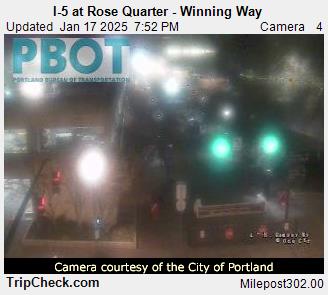 I-5 at Rose Quarter - Winning Way
Updated Jan 17 2025 7:52 PM Camera 4
PBOT
PORTLAND BUREAU OF TRANSPORTATION
Camera courtesy of the City of Portland
TripCheck.com Milepost302.00